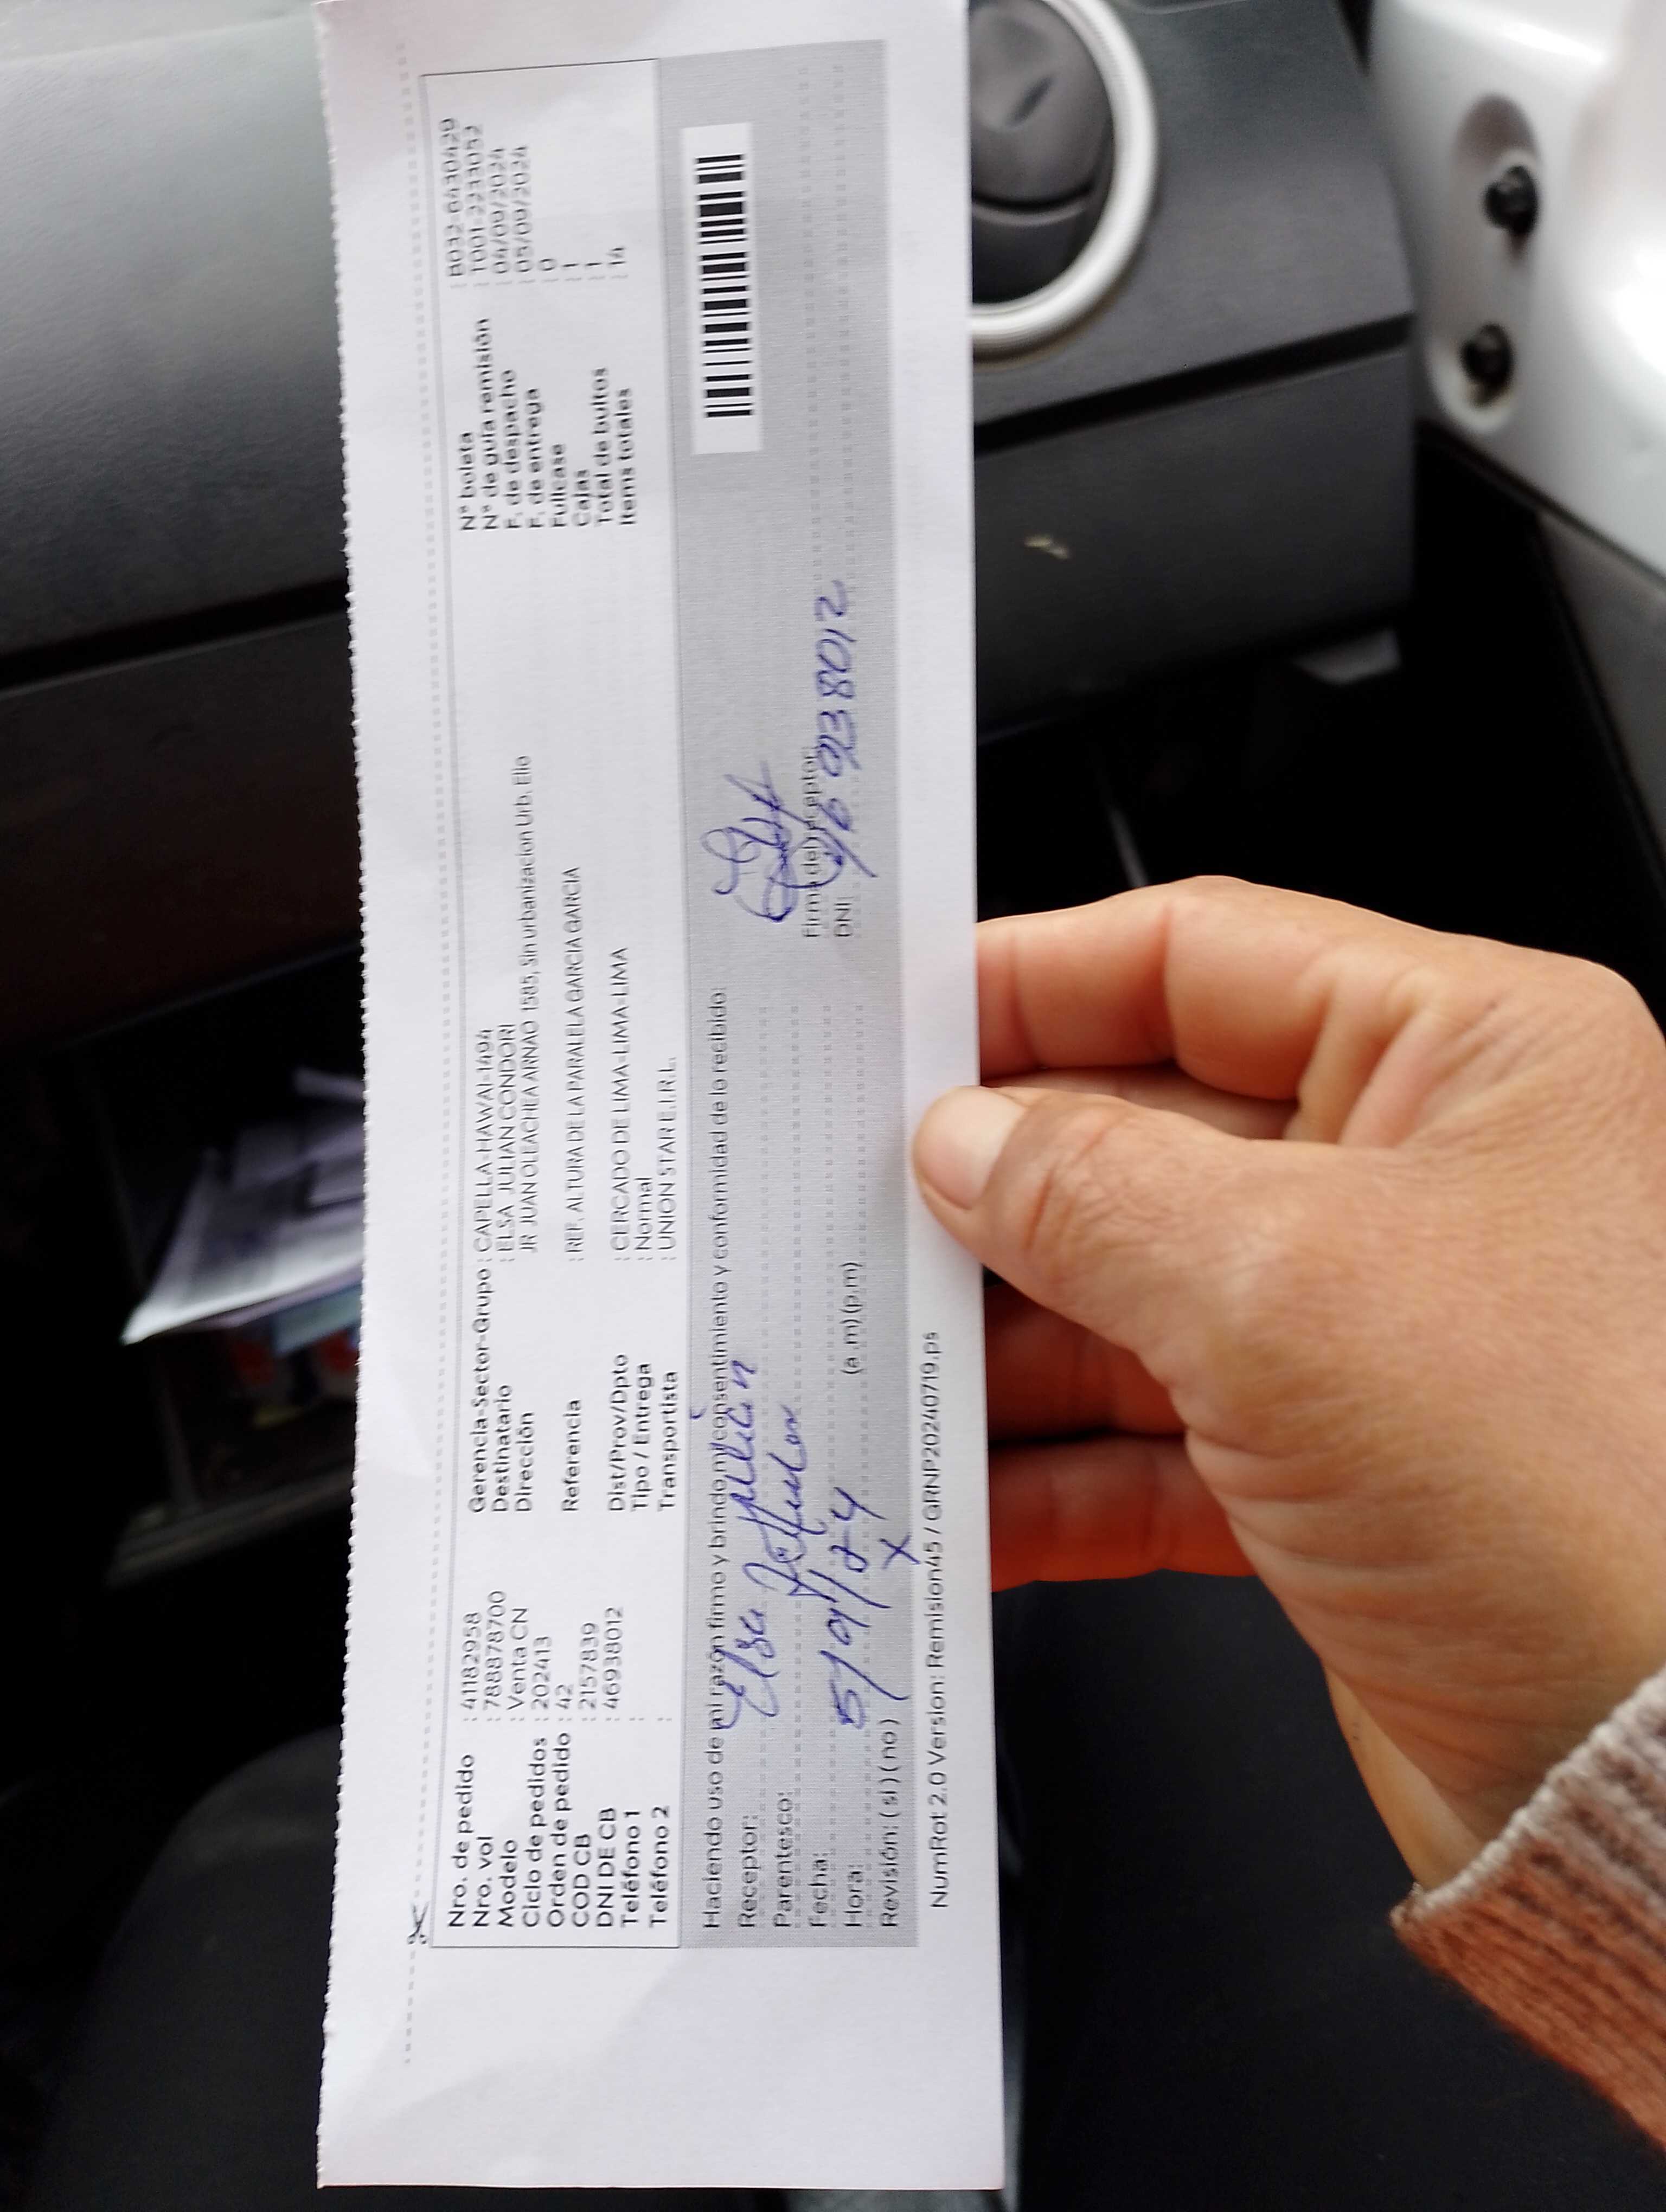 Nro. de pedido : 41182958
Nro. vol : 788878700
Modelo : Venta CN
Ciclo de pedidos : 202413
Orden de pedido : 42
COD CB : 2157839
DNI DE CB : 46938012
Teléfono 1 :
Teléfono 2 :
Gerencia-Sector-Grupo : CAPELLA-HAWAI-1494
Destinatario : ELSA JULIAN CONDORI
Dirección JR JUAN OLEACHEA ARNAO 1585, Sin urbanizacion Urb. Elio
Referencia : REF. ALTURA DE LA PARALELA GARCIA GARCIA
Dist/Prov/Dpto : CERCADO DE LIMA-LIMA-LIMA
Tipo / Entrega : Normal
Transportista : UNION STAR E.I.R.L.
N° boleta : B032-6430429
N° de guía remisión : T001-2233052
F. de despacho : 04/09/2024
F. de entrega : 05/09/2024
Fullcase : 0
Cajas : 1
Total de bultos : 1
Items totales : 14
Haciendo uso de mi razón firmo y brindo mi consentimiento y conformidad de lo recibido:
Receptor: Elsa Julian
Parentesco: Titular
Fecha: 5/09/24
Hora: (a m) (p.m)
Revisión: (si) (no) X
Firma del receptor:
DNI 46938012
NumRot 2.0 Version: Remision45 / GRNP20240719.ps